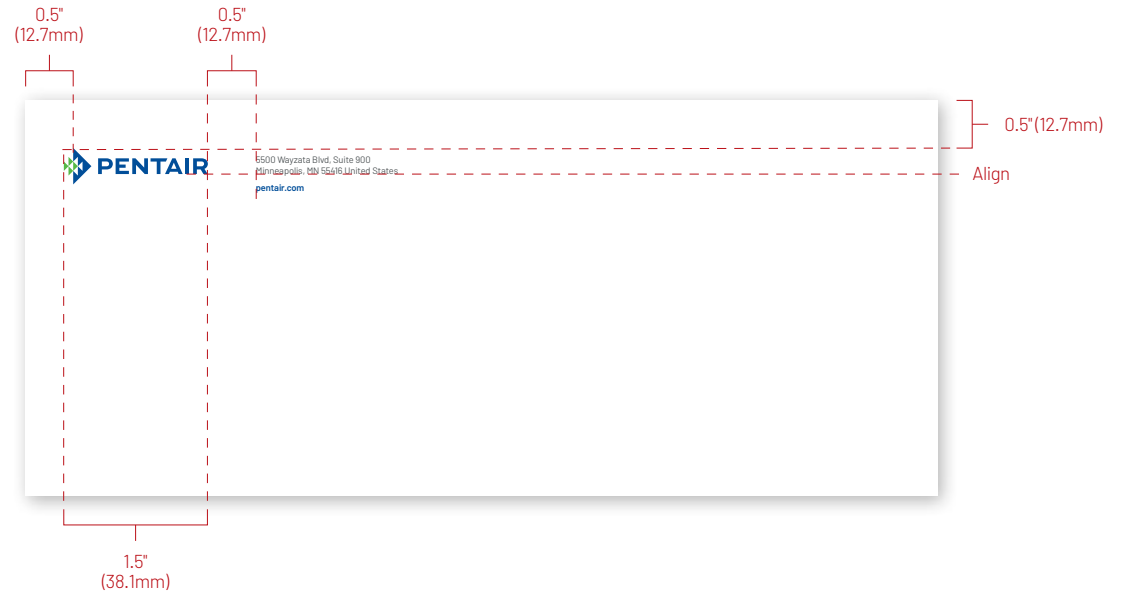 0.5"
(12.7mm)
0.5"
(12.7mm)
0.5" (12.7mm)
PENTAIR
5500 Wayzata Blvd, Suite 900
Minneapolis, MN 55416 United States
pentair.com
Align
1.5"
(38.1mm)